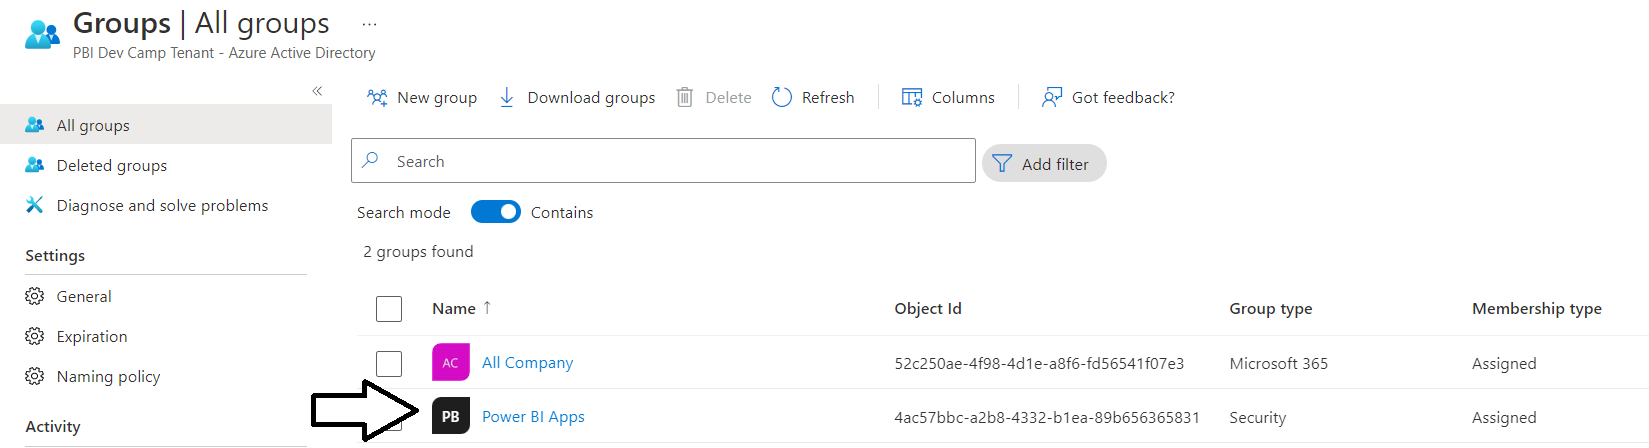 Groups | All groups ...
PBI Dev Camp Tenant - Azure Active Directory
«
All groups
Deleted groups
Diagnose and solve problems
Settings
General
Expiration
Naming policy
Activity
New group Download groups Delete Refresh Columns Got feedback?
Search
Add filter
Search mode Contains
2 groups found
Name ↑ Object Id Group type Membership type
AC All Company 52c250ae-4f98-4d1e-a8f6-fd56541f07e3 Microsoft 365 Assigned
PB Power BI Apps 4ac57bbc-a2b8-4332-b1ea-89b656365831 Security Assigned